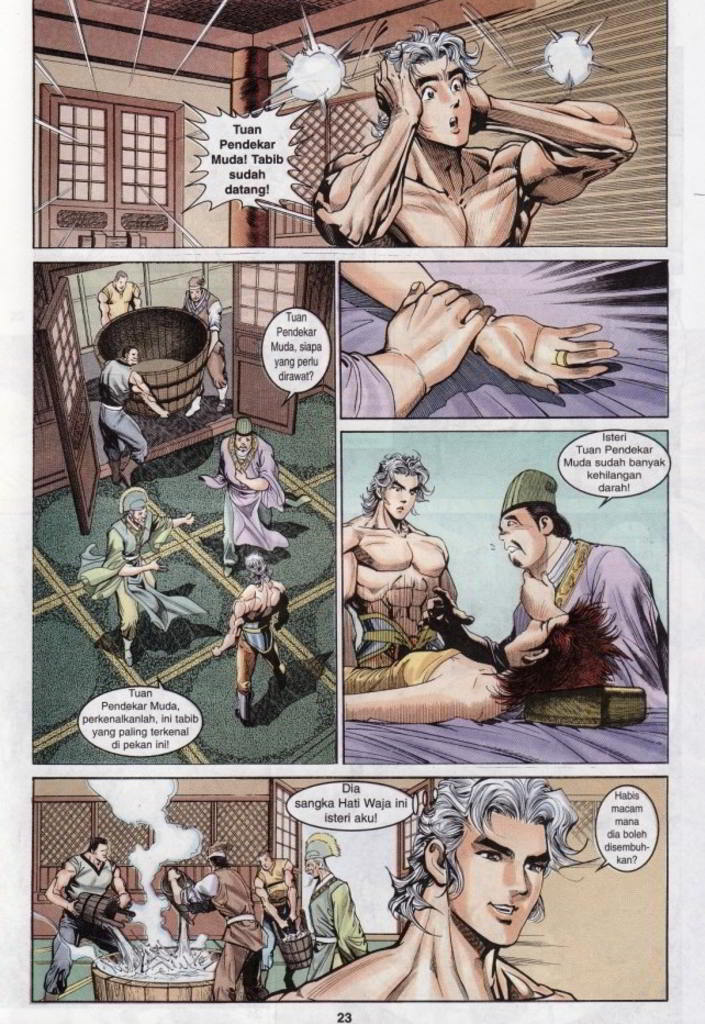 Tuan
Pendekar
Muda! Tabib
sudah
datang!
Tuan
Pendekar
Muda, siapa
yang perlu
dirawat?
Tuan
Pendekar Muda,
perkenalkanlah, ini tabib
yang paling terkenal
di pekan ini!
Isteri
Tuan Pendekar
Muda sudah banyak
kehilangan
darah!
Dia
sangka Hati Waja ini
isteri aku!
Habis
macam
mana
dia boleh
disembuh-
kan?
23